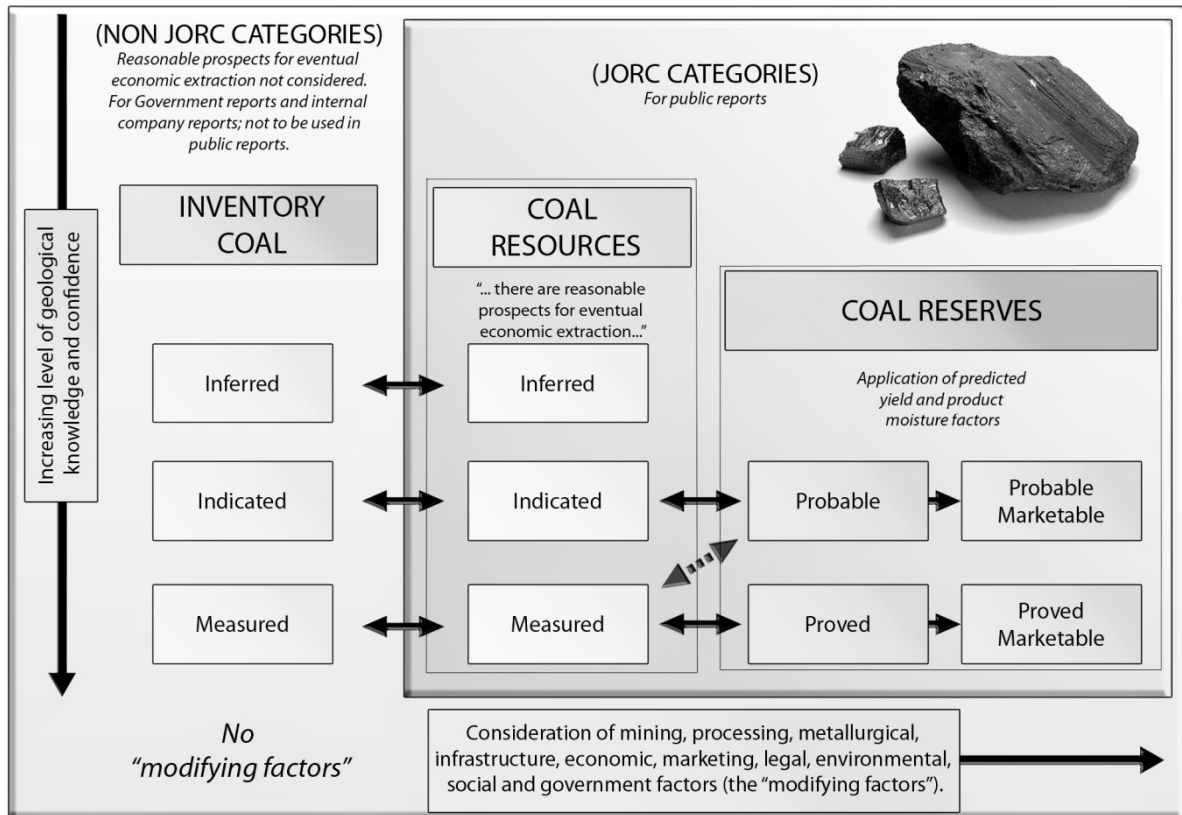 (NON JORC CATEGORIES)
Reasonable prospects for eventual
economic extraction not considered.
For Government reports and internal
company reports; not to be used in
public reports.
(JORC CATEGORIES)
For public reports
Increasing level of geological
knowledge and confidence
INVENTORY
COAL
COAL
RESOURCES
"... there are reasonable
prospects for eventual
economic extraction..."
COAL RESERVES
Application of predicted
yield and product
moisture factors
Inferred
Inferred
Indicated
Indicated
Probable
Probable
Marketable
Measured
Measured
Proved
Proved
Marketable
No
"modifying factors"
Consideration of mining, processing, metallurgical,
infrastructure, economic, marketing, legal, environmental,
social and government factors (the "modifying factors").